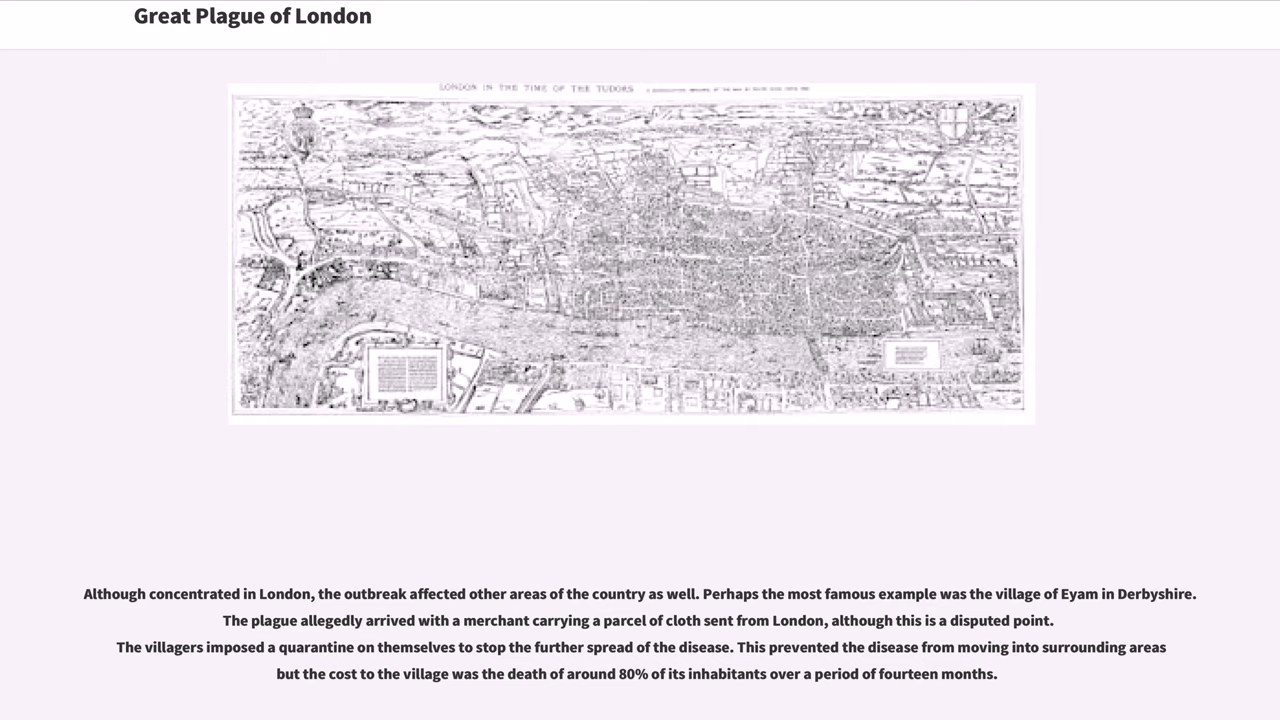 Great Plague of London
LONDON IN THE TIME OF THE TUDORS
Although concentrated in London, the outbreak affected other areas of the country as well. Perhaps the most famous example was the village of Eyam in Derbyshire.
The plague allegedly arrived with a merchant carrying a parcel of cloth sent from London, although this is a disputed point.
The villagers imposed a quarantine on themselves to stop the further spread of the disease. This prevented the disease from moving into surrounding areas
but the cost to the village was the death of around 80% of its inhabitants over a period of fourteen months.